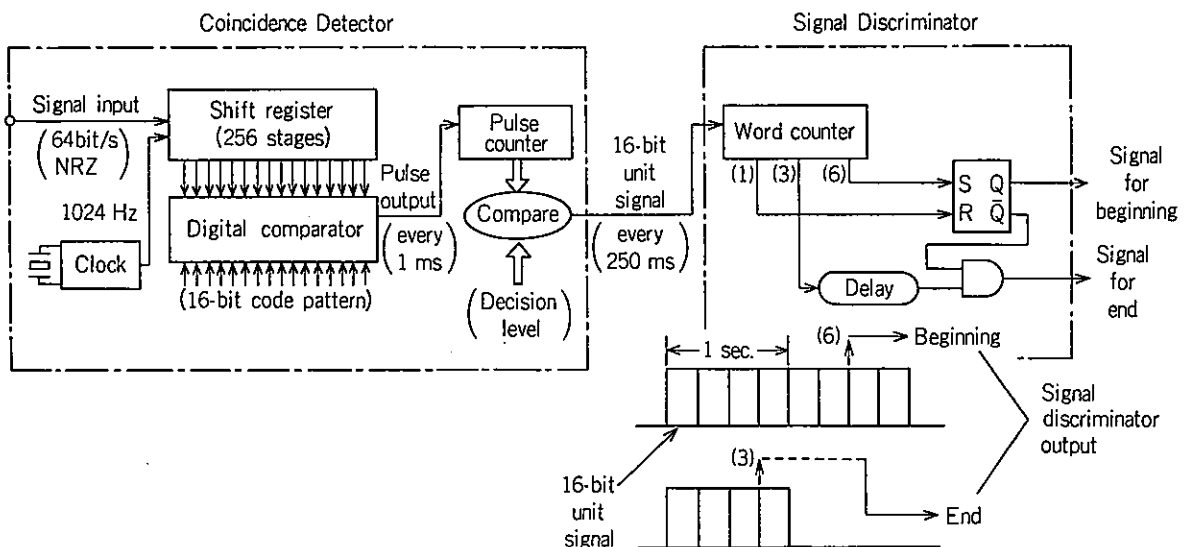 Coincidence Detector
Signal input
(64bit/s)
NRZ
Shift register
(256 stages)
1024 Hz
Clock
Digital comparator
(16-bit code pattern)
Pulse
output
(every
1 ms)
Pulse
counter
Compare
(Decision
level)
16-bit
unit
signal
(every
250 ms)
Signal Discriminator
Word counter
(1) (3) (6)
S Q
R Q̅
Delay
Signal
for
beginning
Signal
for
end
1 sec.
(6)
Beginning
(3)
End
16-bit
unit
signal
Signal
discriminator
output